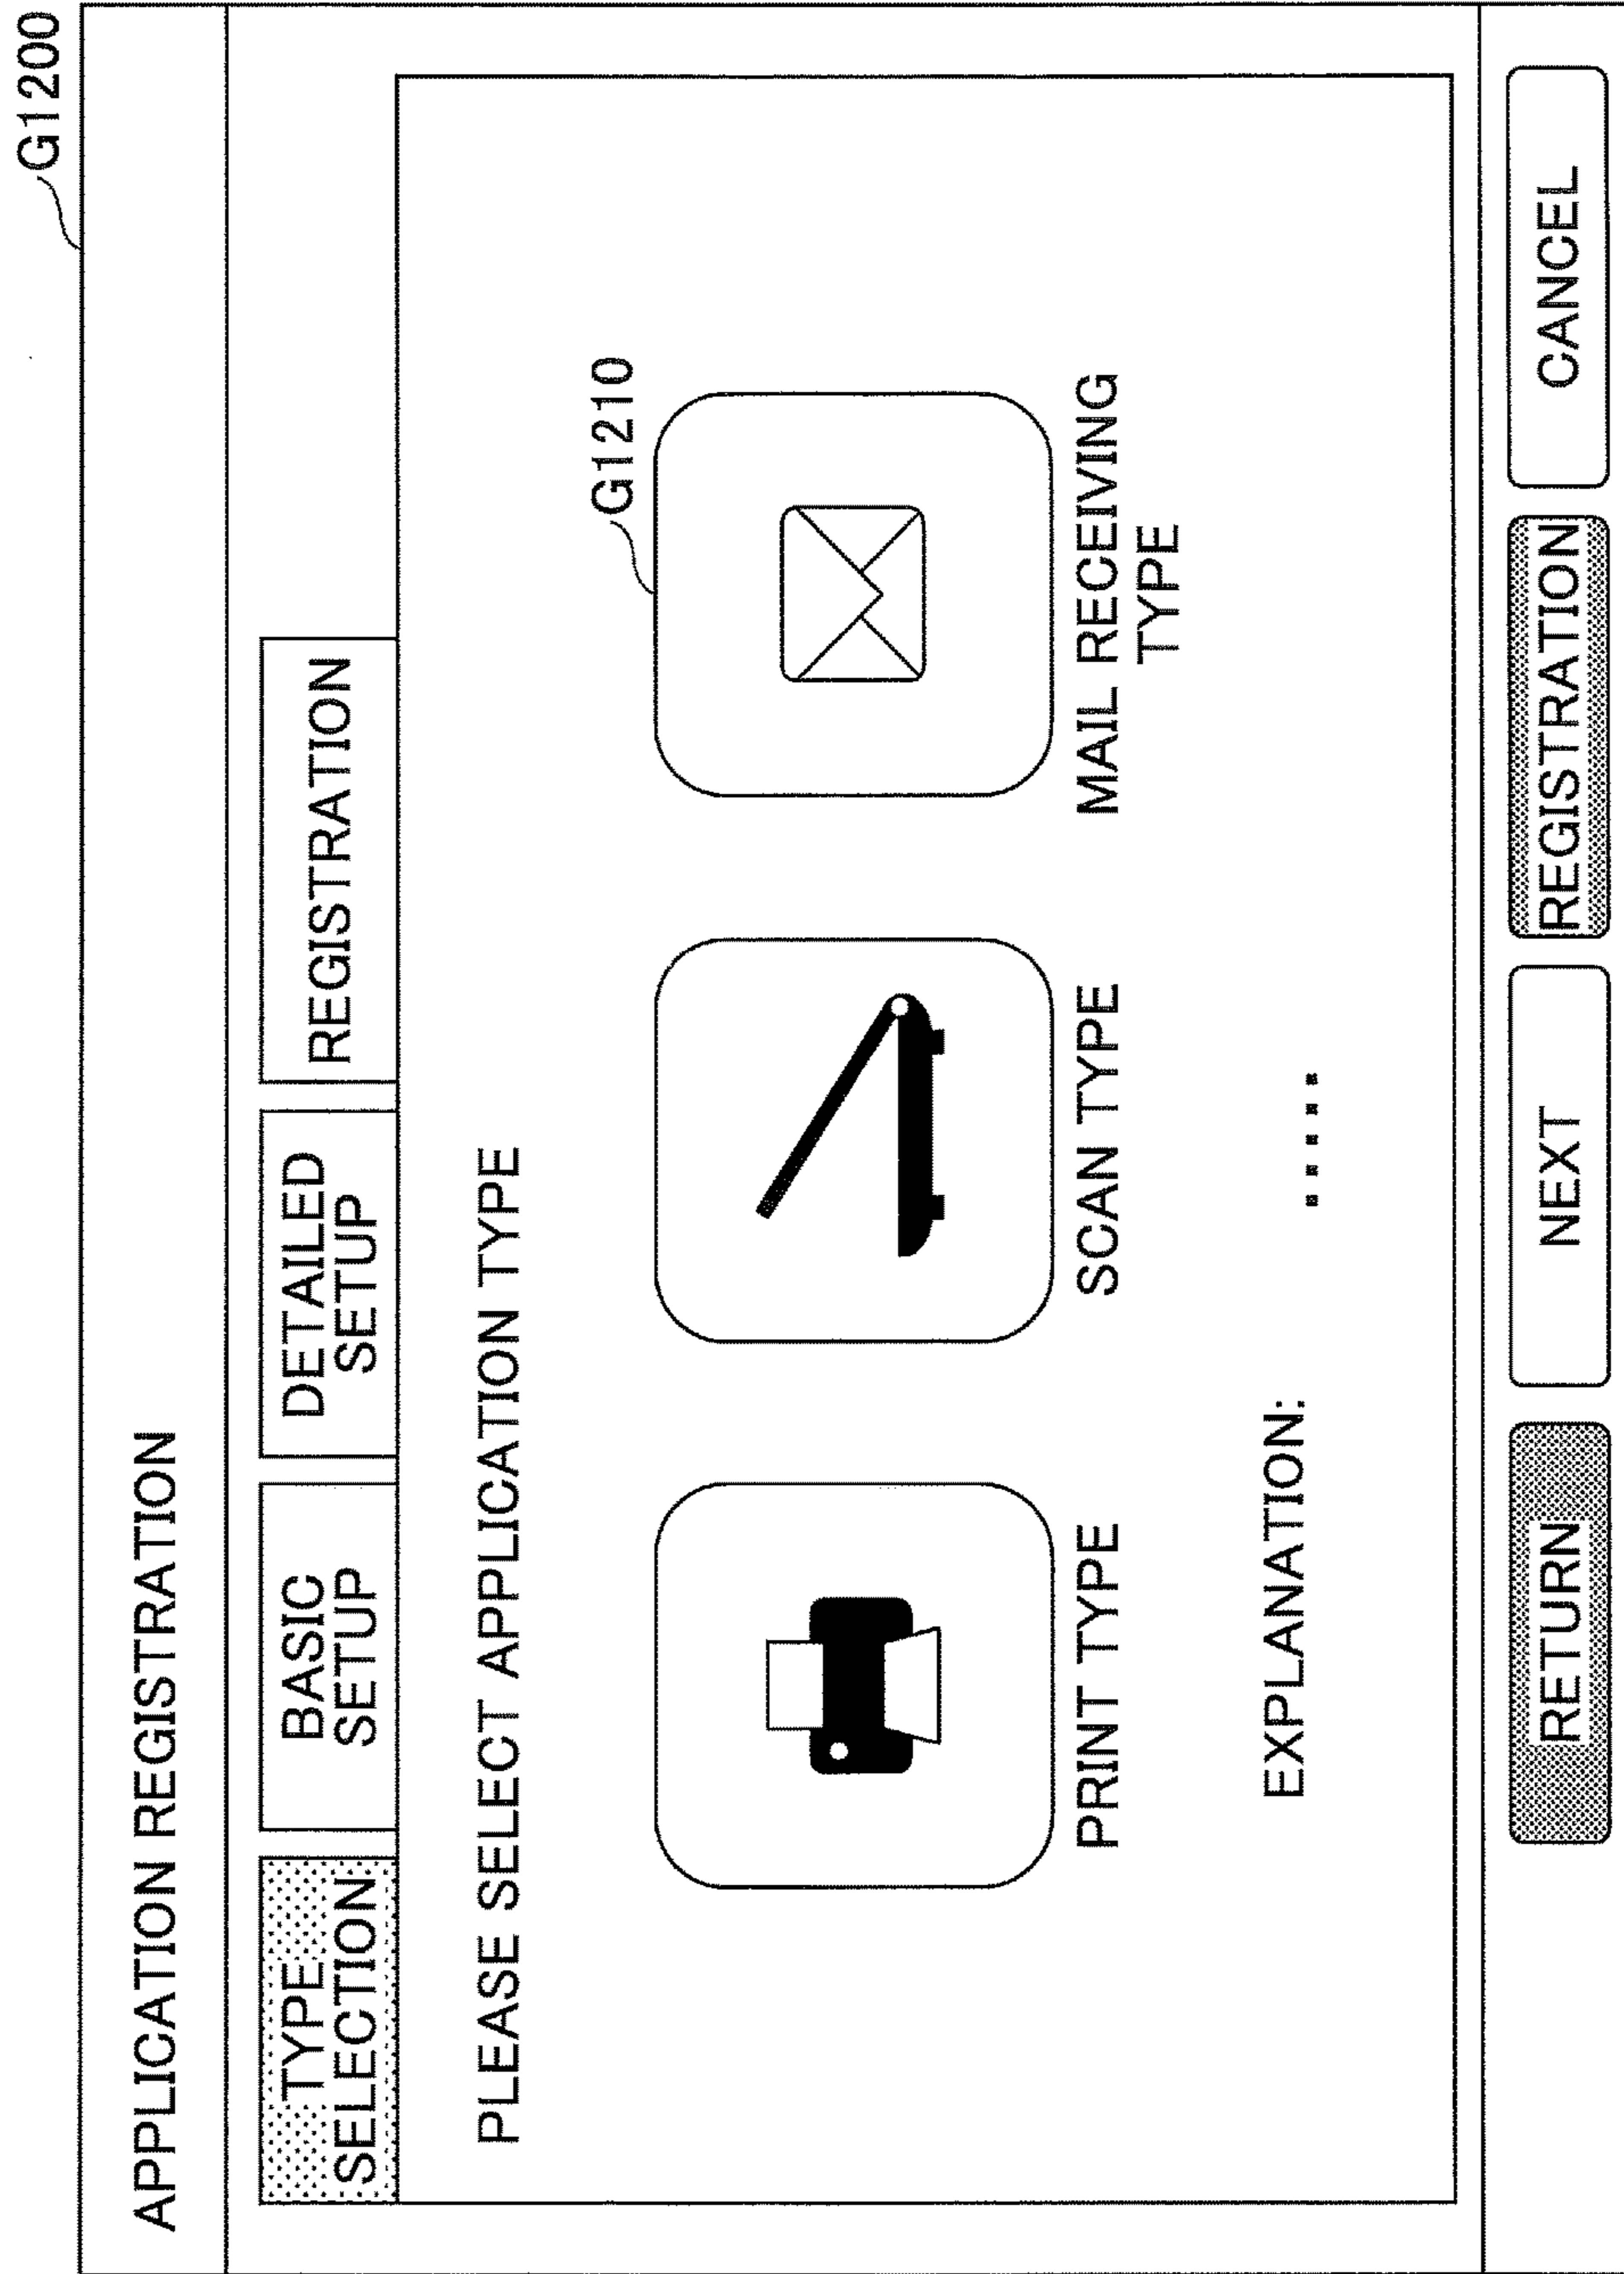 G1200
APPLICATION REGISTRATION
TYPE
SELECTION
BASIC
SETUP
DETAILED
SETUP
REGISTRATION
PLEASE SELECT APPLICATION TYPE
G1210
PRINT TYPE
SCAN TYPE
MAIL RECEIVING
TYPE
EXPLANATION:
.....
RETURN
NEXT
REGISTRATION
CANCEL